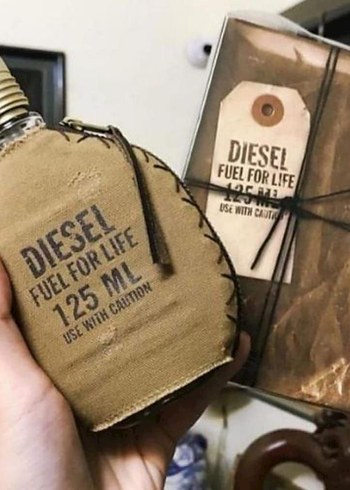 DIESEL
FUEL FOR LIFE
125 ML
USE WITH CAUTION
DIESEL
FUEL FOR LIFE
125 ML
USE WITH CAUTION